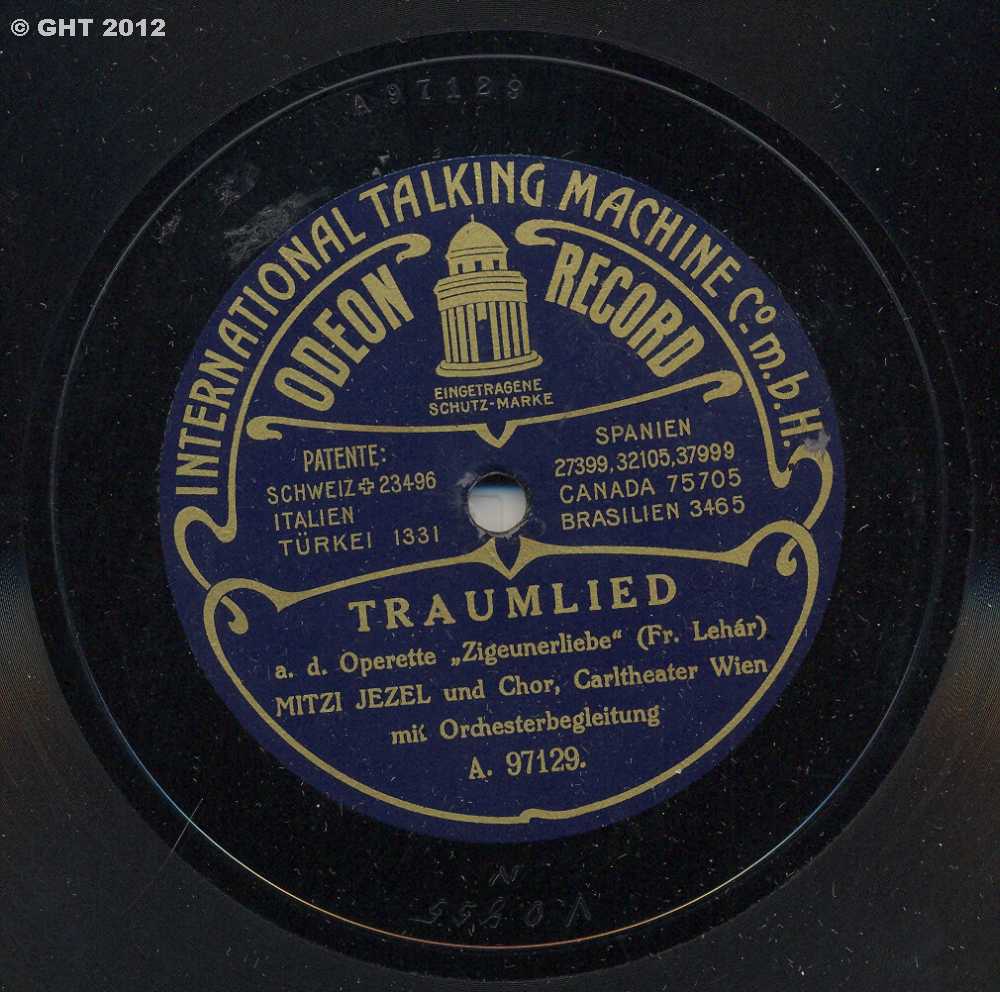 © GHT 2012
A 97129
INTERNATIONAL TALKING MACHINE Co. m.b.H.
ODEON RECORD
EINGETRAGENE
SCHUTZ-MARKE
PATENTE:
SCHWEIZ 23496
ITALIEN
TÜRKEI 1331
SPANIEN
27399, 32105, 37999
CANADA 75705
BRASILIEN 3465
TRAUMLIED
a. d. Operette „Zigeunerliebe“ (Fr. Lehár)
MITZI JEZEL und Chor, Carltheater Wien
mit Orchesterbegleitung
A. 97129.